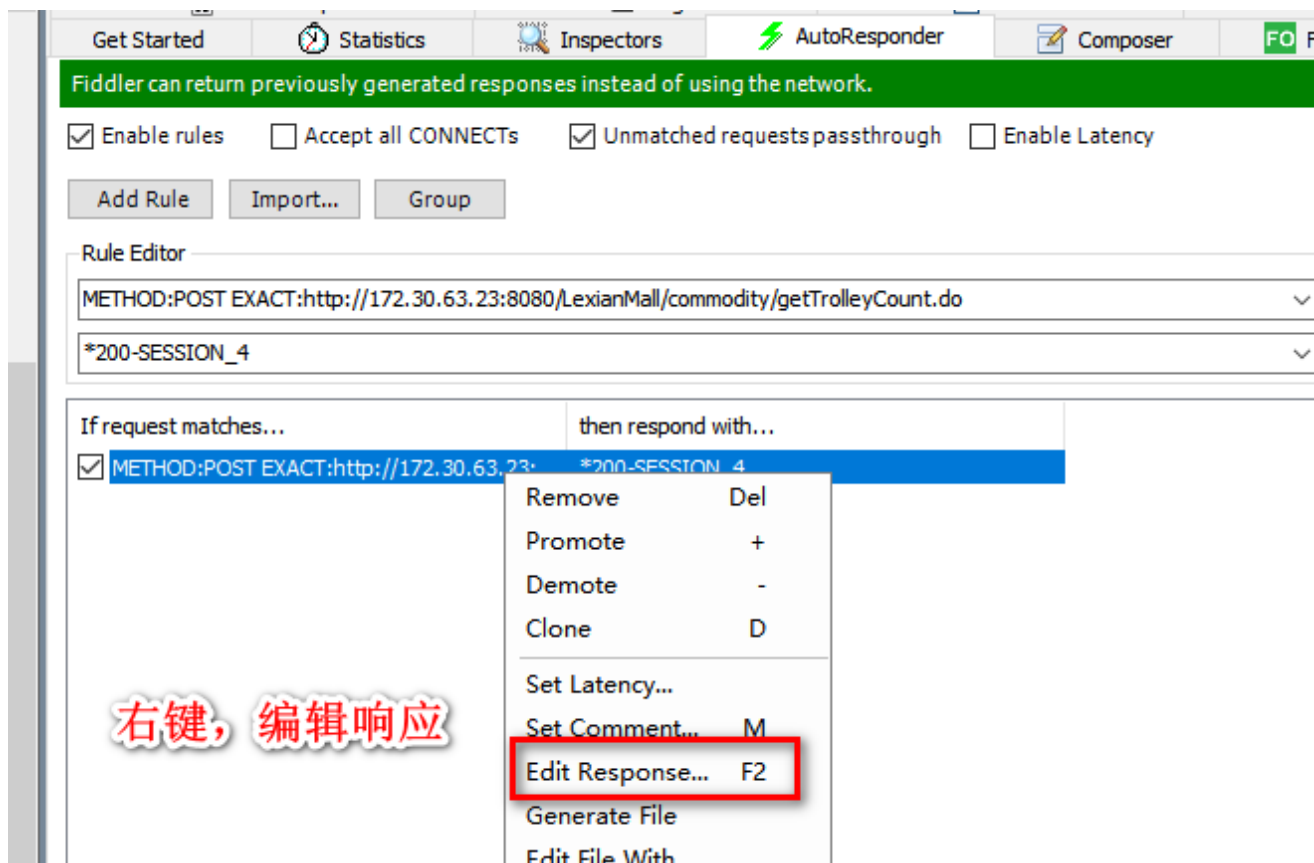 Get Started Statistics Inspectors AutoResponder Composer FO
Fiddler can return previously generated responses instead of using the network.
Enable rules Accept all CONNECTs Unmatched requests passthrough Enable Latency
Add Rule Import... Group
Rule Editor
METHOD:POST EXACT:http://172.30.63.23:8080/LexianMall/commodity/getTrolleyCount.do
*200-SESSION_4
If request matches... then respond with...
METHOD:POST EXACT:http://172.30.63.23: *200-SESSION_4
Remove Del
Promote +
Demote -
Clone D
Set Latency...
右键，编辑响应
Set Comment... M
Edit Response... F2
Generate File
Edit File With